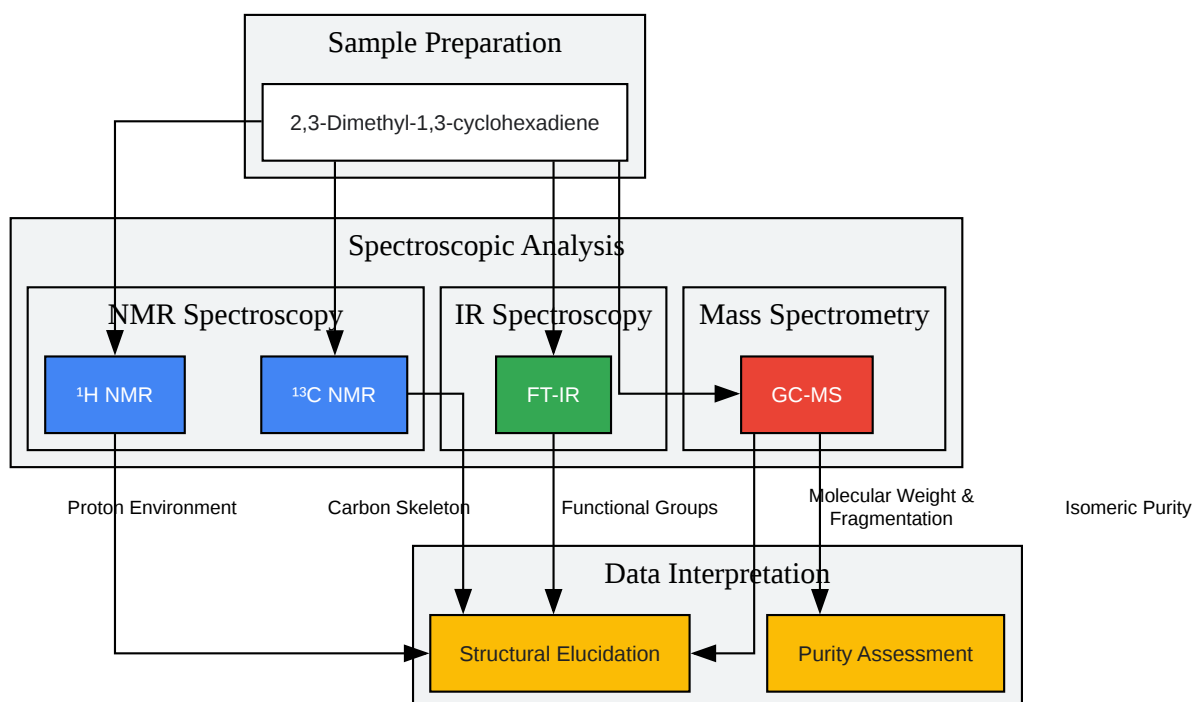 Sample Preparation
2,3-Dimethyl-1,3-cyclohexadiene
Spectroscopic Analysis
NMR Spectroscopy
IR Spectroscopy
Mass Spectrometry
¹H NMR
¹³C NMR
FT-IR
GC-MS
Proton Environment
Carbon Skeleton
Functional Groups
Molecular Weight &
Fragmentation
Isomeric Purity
Data Interpretation
Structural Elucidation
Purity Assessment